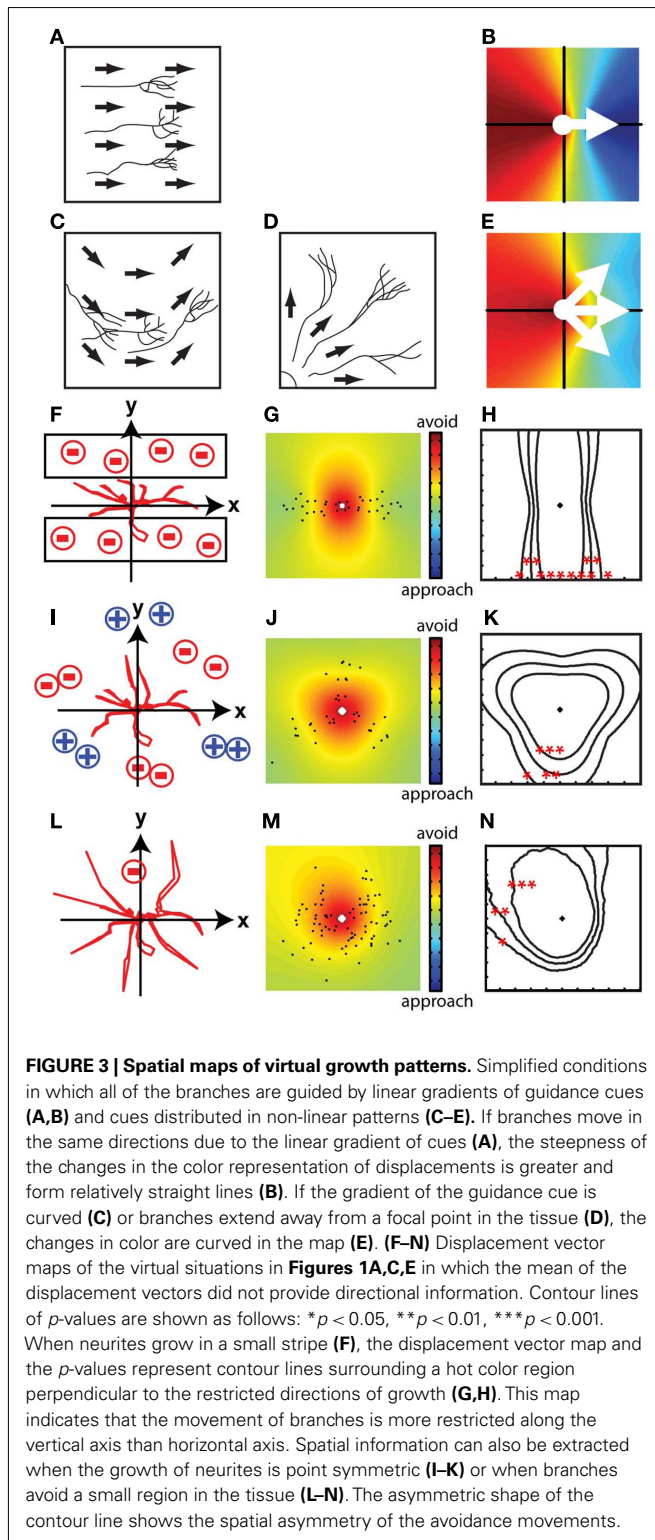 A
B
C
D
E
F
y
x
G
avoid
approach
H
**
**
* * * * * * * *
I
y
x
J
approach
K
***
* **
L
y
x
M
avoid
approach
N
***
**
*
FIGURE 3 | Spatial maps of virtual growth patterns. Simplified conditions
in which all of the branches are guided by linear gradients of guidance cues
(A,B) and cues distributed in non-linear patterns (C–E). If branches move in
the same directions due to the linear gradient of cues (A), the steepness of
the changes in the color representation of displacements is greater and
form relatively straight lines (B). If the gradient of the guidance cue is
curved (C) or branches extend away from a focal point in the tissue (D), the
changes in color are curved in the map (E). (F–N) Displacement vector
maps of the virtual situations in Figures 1A,C,E in which the mean of the
displacement vectors did not provide directional information. Contour lines
of p-values are shown as follows: *p < 0.05, **p < 0.01, ***p < 0.001.
When neurites grow in a small stripe (F), the displacement vector map and
the p-values represent contour lines surrounding a hot color region
perpendicular to the restricted directions of growth (G,H). This map
indicates that the movement of branches is more restricted along the
vertical axis than horizontal axis. Spatial information can also be extracted
when the growth of neurites is point symmetric (I–K) or when branches
avoid a small region in the tissue (L–N). The asymmetric shape of the
contour line shows the spatial asymmetry of the avoidance movements.